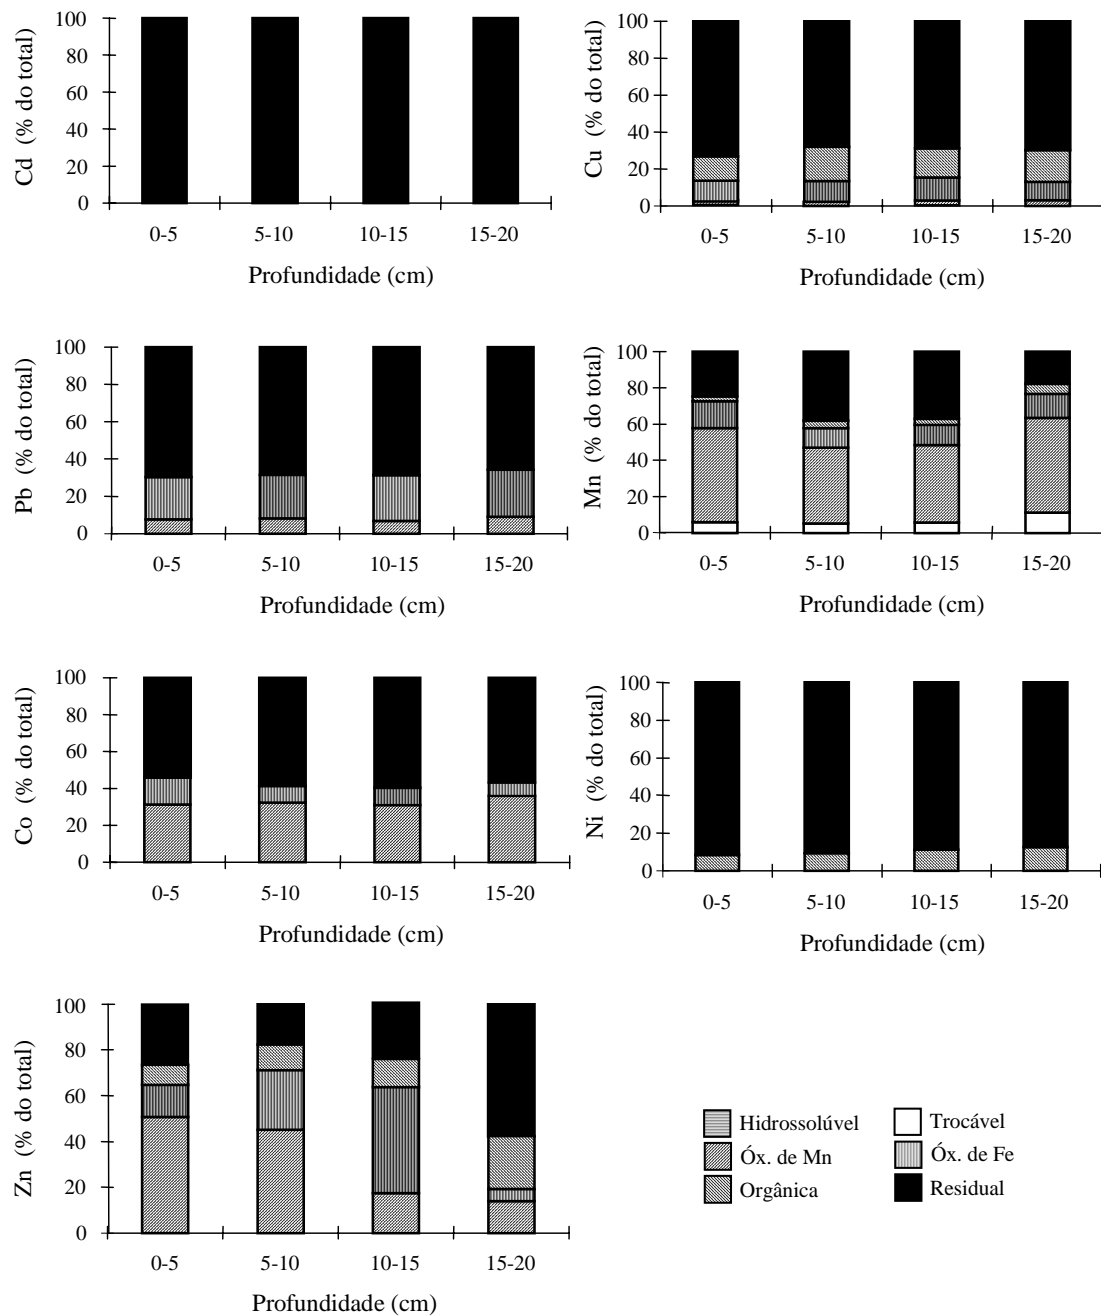 Cd (% do total)
100
80
60
40
20
0
0-5 5-10 10-15 15-20
Profundidade (cm)
Cu (% do total)
100
80
60
40
20
0
0-5 5-10 10-15 15-20
Profundidade (cm)
Pb (% do total)
100
80
60
40
20
0
0-5 5-10 10-15 15-20
Profundidade (cm)
Mn (% do total)
100
80
60
40
20
0
0-5 5-10 10-15 15-20
Profundidade (cm)
Co (% do total)
100
80
60
40
20
0
0-5 5-10 10-15 15-20
Profundidade (cm)
Ni (% do total)
100
80
60
40
20
0
0-5 5-10 10-15 15-20
Profundidade (cm)
Zn (% do total)
100
80
60
40
20
0
0-5 5-10 10-15 15-20
Profundidade (cm)
Hidrossolúvel Trocável
Óx. de Mn Óx. de Fe
Orgânica Residual